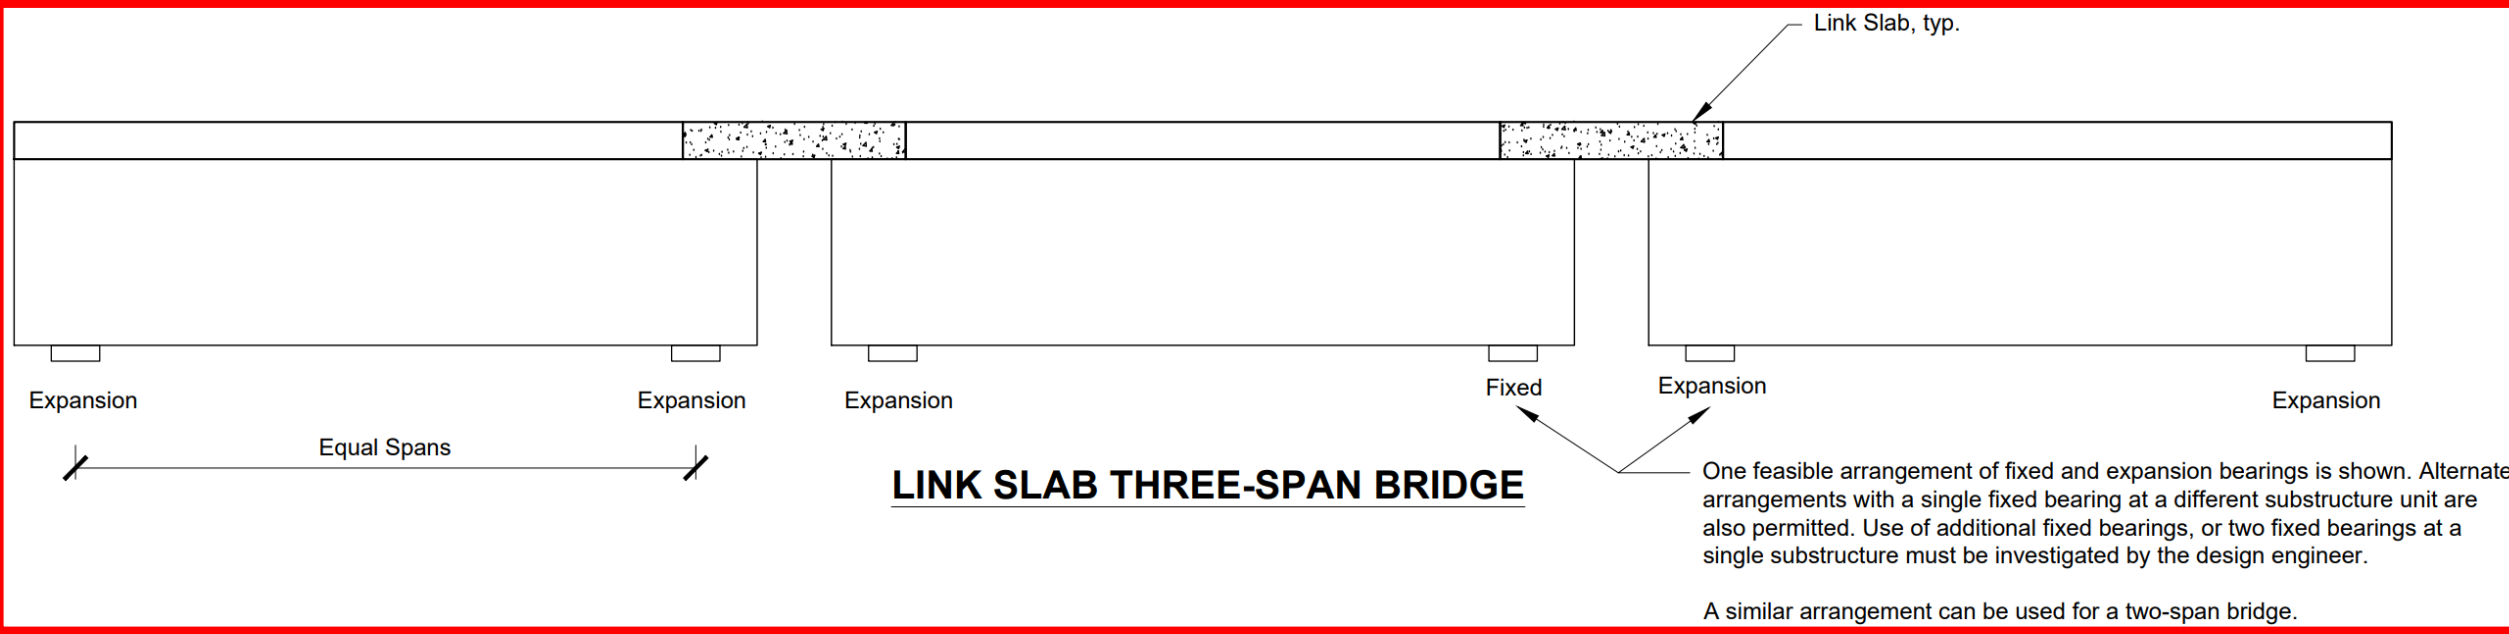 Link Slab, typ.
Expansion
Expansion
Expansion
Fixed
Expansion
Expansion
Equal Spans
LINK SLAB THREE-SPAN BRIDGE
One feasible arrangement of fixed and expansion bearings is shown. Alternate
arrangements with a single fixed bearing at a different substructure unit are
also permitted. Use of additional fixed bearings, or two fixed bearings at a
single substructure must be investigated by the design engineer.
A similar arrangement can be used for a two-span bridge.